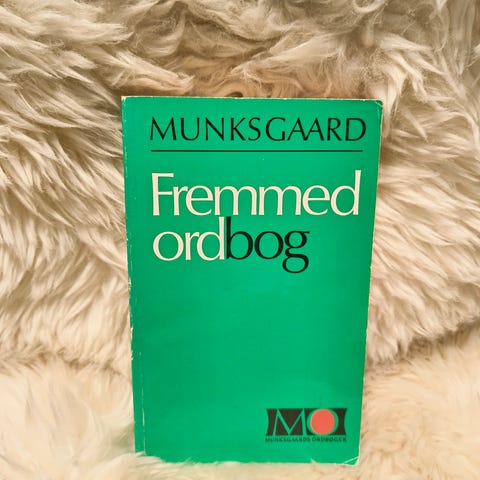 MUNKSGAARD
Fremmed
ordbog
MO
MUNKSGAARDS ORDBØGER